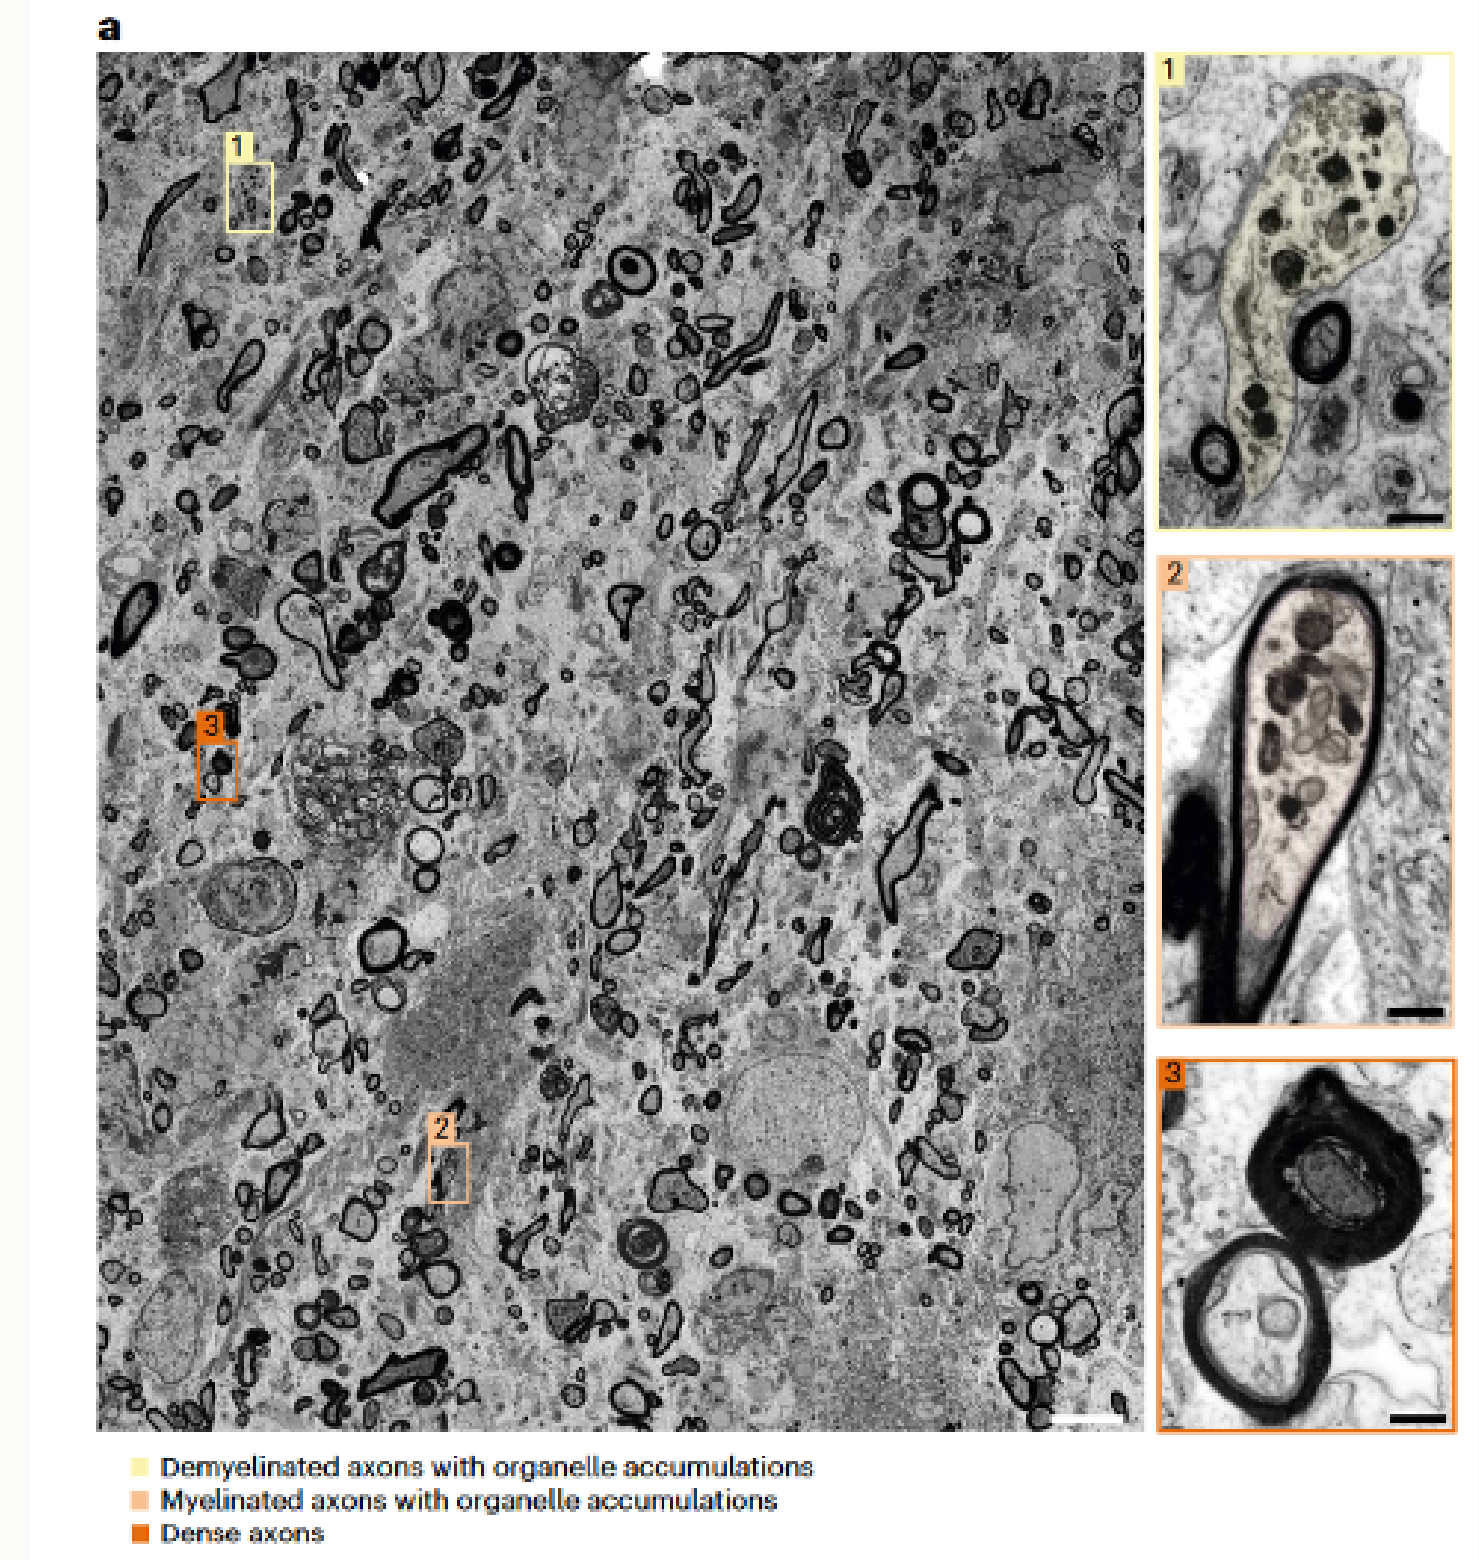 a
1
1
2
3
2
3
Demyelinated axons with organelle accumulations
Myelinated axons with organelle accumulations
Dense axons